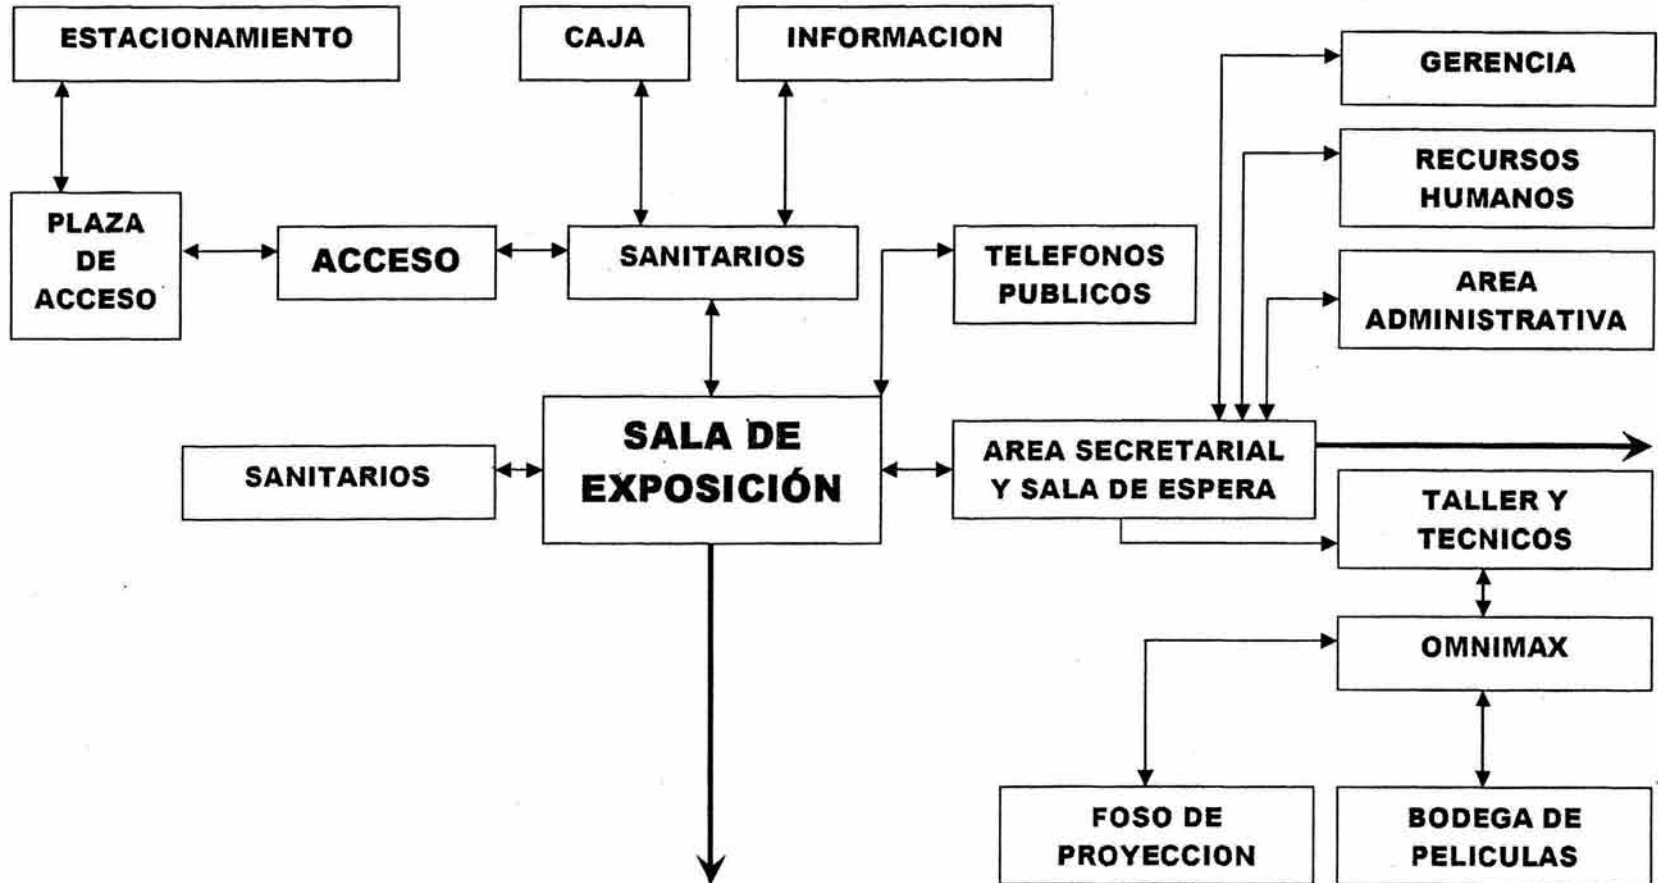 ESTACIONAMIENTO
CAJA
INFORMACION
GERENCIA
RECURSOS
HUMANOS
PLAZA
DE
ACCESO
ACCESO
SANITARIOS
TELEFONOS
PUBLICOS
AREA
ADMINISTRATIVA
SALA DE
EXPOSICIÓN
SANITARIOS
AREA SECRETARIAL
Y SALA DE ESPERA
TALLER Y
TECNICOS
OMNIMAX
FOSO DE
PROYECCION
BODEGA DE
PELICULAS